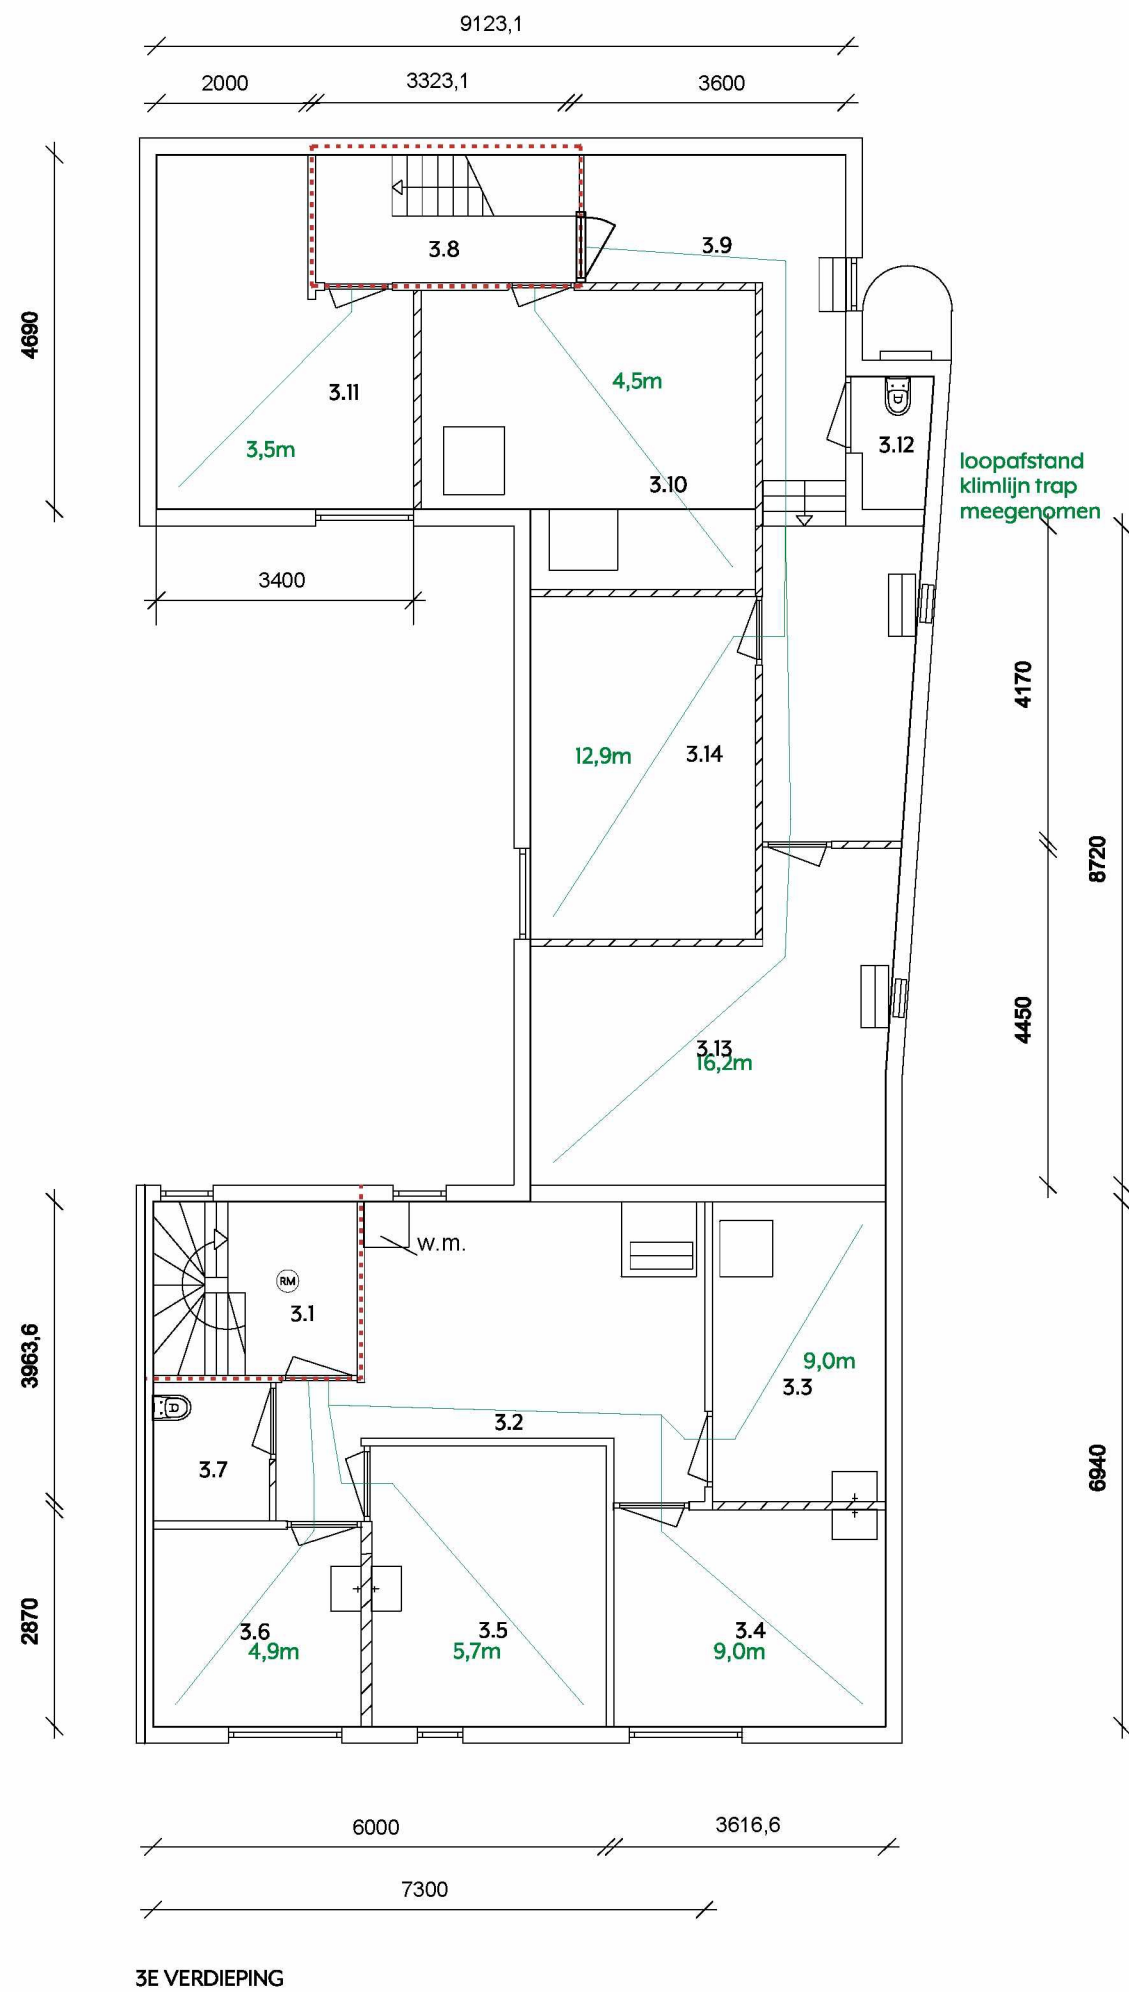 9123,1
2000
3323,1
3600
3.8
3.9
4690
4,5m
3.11
3,5m
3.10
3.12
loopafstand
klimlijn trap
meegenomen
3400
4170
3.14
12,9m
8720
4450
3.13
16,2m
w.m.
RM
3.1
3963,6
9,0m
3.3
3.2
3.7
6940
2870
3.6
4,9m
3.5
5,7m
3.4
9,0m
6000
3616,6
7300
3E VERDIEPING